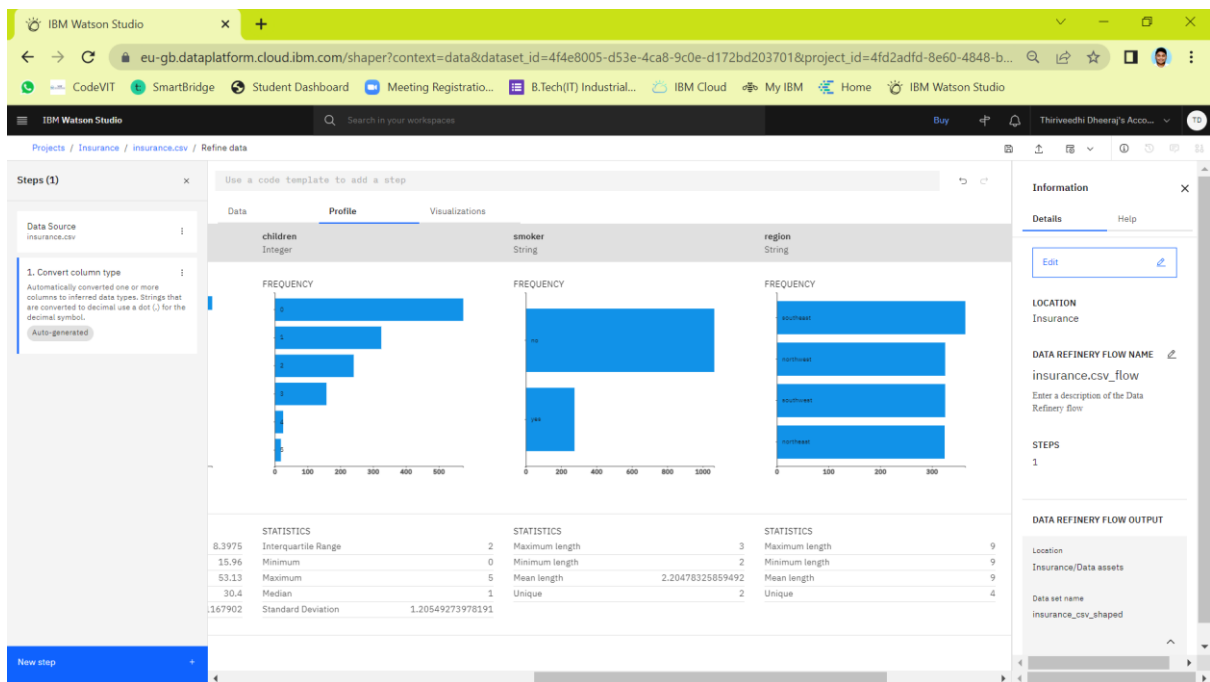 IBM Watson Studio
eu-gb.dataplatform.cloud.ibm.com/shaper?context=data&dataset_id=4f4e8005-d53e-4ca8-9c0e-d172bd203701&project_id=4fd2adfd-8e60-4848-b...
CodeVIT SmartBridge Student Dashboard Meeting Registratio... B.Tech(IT) Industrial... IBM Cloud My IBM Home IBM Watson Studio
IBM Watson Studio Search in your workspaces Buy Thiriveedhi Dheeraj's Acco... TD
Projects / Insurance / insurance.csv / Refine data
Steps (1)
Data Source
insurance.csv
1. Convert column type
Automatically converted one or more
columns to inferred data types. Strings that
are converted to decimal use a dot (.) for the
decimal symbol.
Auto-generated
New step +
Use a code template to add a step
Data Profile Visualizations
children
Integer
FREQUENCY
0
1
2
3
4
5
0 100 200 300 400 500
STATISTICS
Interquartile Range 2
Minimum 0
Maximum 5
Median 1
Standard Deviation 1.20549273978191
8.3975
15.96
53.13
30.4
.167902
smoker
String
FREQUENCY
no
yes
0 200 400 600 800 1000
STATISTICS
Maximum length 3
Minimum length 2
Mean length 2.20478325859492
Unique 2
region
String
FREQUENCY
southeast
northwest
southwest
northeast
0 100 200 300
STATISTICS
Maximum length 9
Minimum length 9
Mean length 9
Unique 4
Information
Details Help
Edit
LOCATION
Insurance
DATA REFINERY FLOW NAME
insurance.csv_flow
Enter a description of the Data
Refinery flow
STEPS
1
DATA REFINERY FLOW OUTPUT
Location
Insurance/Data assets
Data set name
insurance_csv_shaped